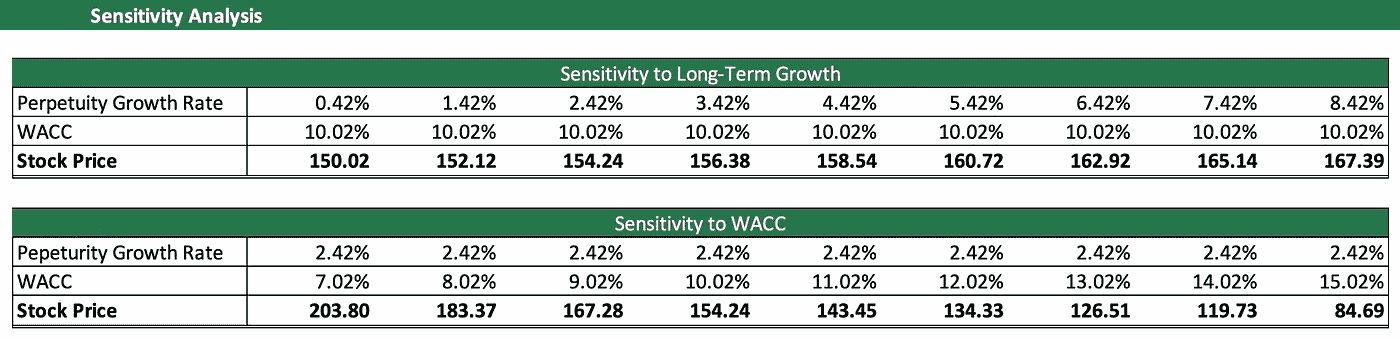 Sensitivity Analysis
Sensitivity to Long-Term Growth
Perpetuity Growth Rate 0.42% 1.42% 2.42% 3.42% 4.42% 5.42% 6.42% 7.42% 8.42%
WACC 10.02% 10.02% 10.02% 10.02% 10.02% 10.02% 10.02% 10.02% 10.02%
Stock Price 150.02 152.12 154.24 156.38 158.54 160.72 162.92 165.14 167.39
Sensitivity to WACC
Pepeturity Growth Rate 2.42% 2.42% 2.42% 2.42% 2.42% 2.42% 2.42% 2.42% 2.42%
WACC 7.02% 8.02% 9.02% 10.02% 11.02% 12.02% 13.02% 14.02% 15.02%
Stock Price 203.80 183.37 167.28 154.24 143.45 134.33 126.51 119.73 84.69